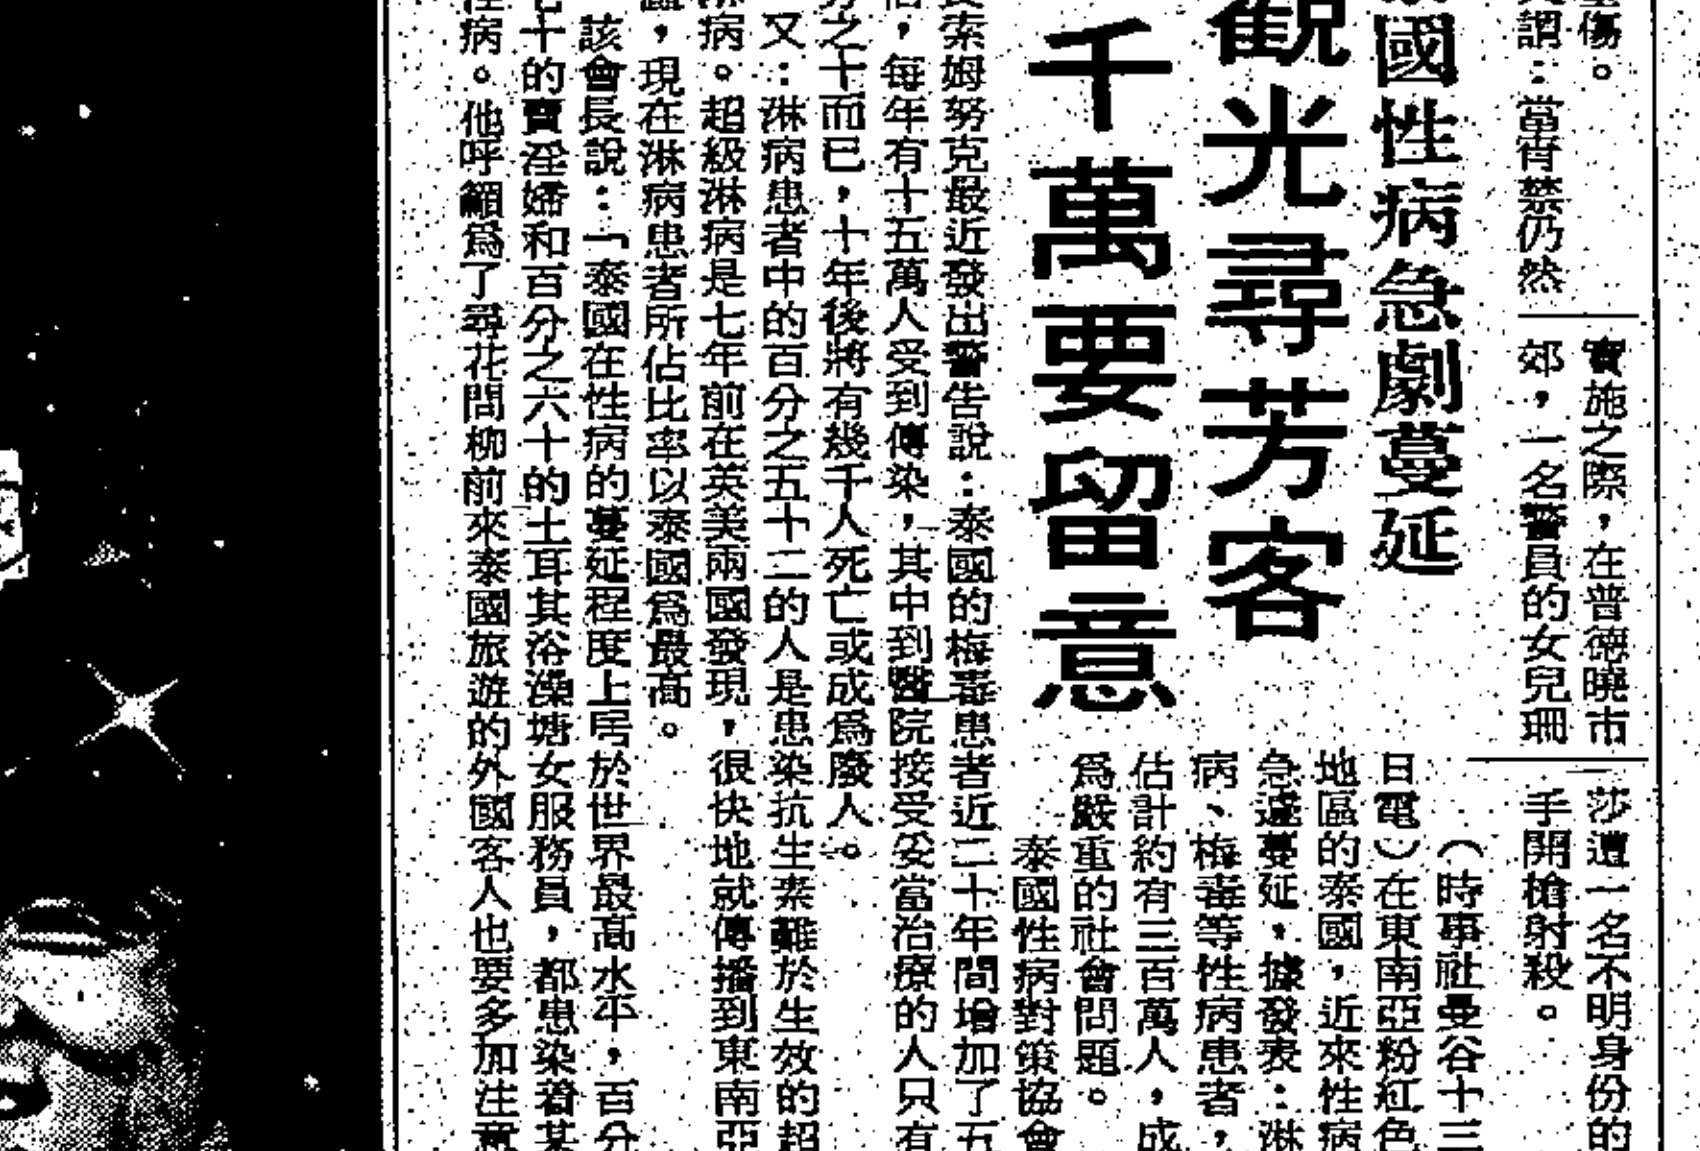 傷。
謂：當宵禁仍然
實施之際，在普德曉市
郊，一名警員的女兒珊
莎遭一名不明身份的
手開槍射殺。
國性病急劇蔓延
觀光尋芳客
千萬要留意
（時事社曼谷十三
日電）在東南亞粉紅色
地區的泰國，近來性病
急遽蔓延，據發表：淋
病、梅毒等性病患者，
估計約有三百萬人，成
爲嚴重的社會問題。
泰國性病對策協會
長索姆努克最近發出警告說：泰國的梅毒患者近二十年間增加了五
倍，每年有十五萬人受到傳染，其中到醫院接受妥當治療的人只有
分之十而已，十年後將有幾千人死亡或成爲廢人。
又：淋病患者中的百分之五十二的人是患染抗生素難於生效的超
淋病。超級淋病是七年前在英美兩國發現，很快地就傳播到東南亞
，現在淋病患者所佔比率以泰國爲最高。
該會長說：「泰國在性病的蔓延程度上居於世界最高水平，百分
十的賣淫婦和百分之六十的土耳其浴澡塘女服務員，都患染着某
性病。他呼籲爲了尋花問柳前來泰國旅遊的外國客人也要多加注意